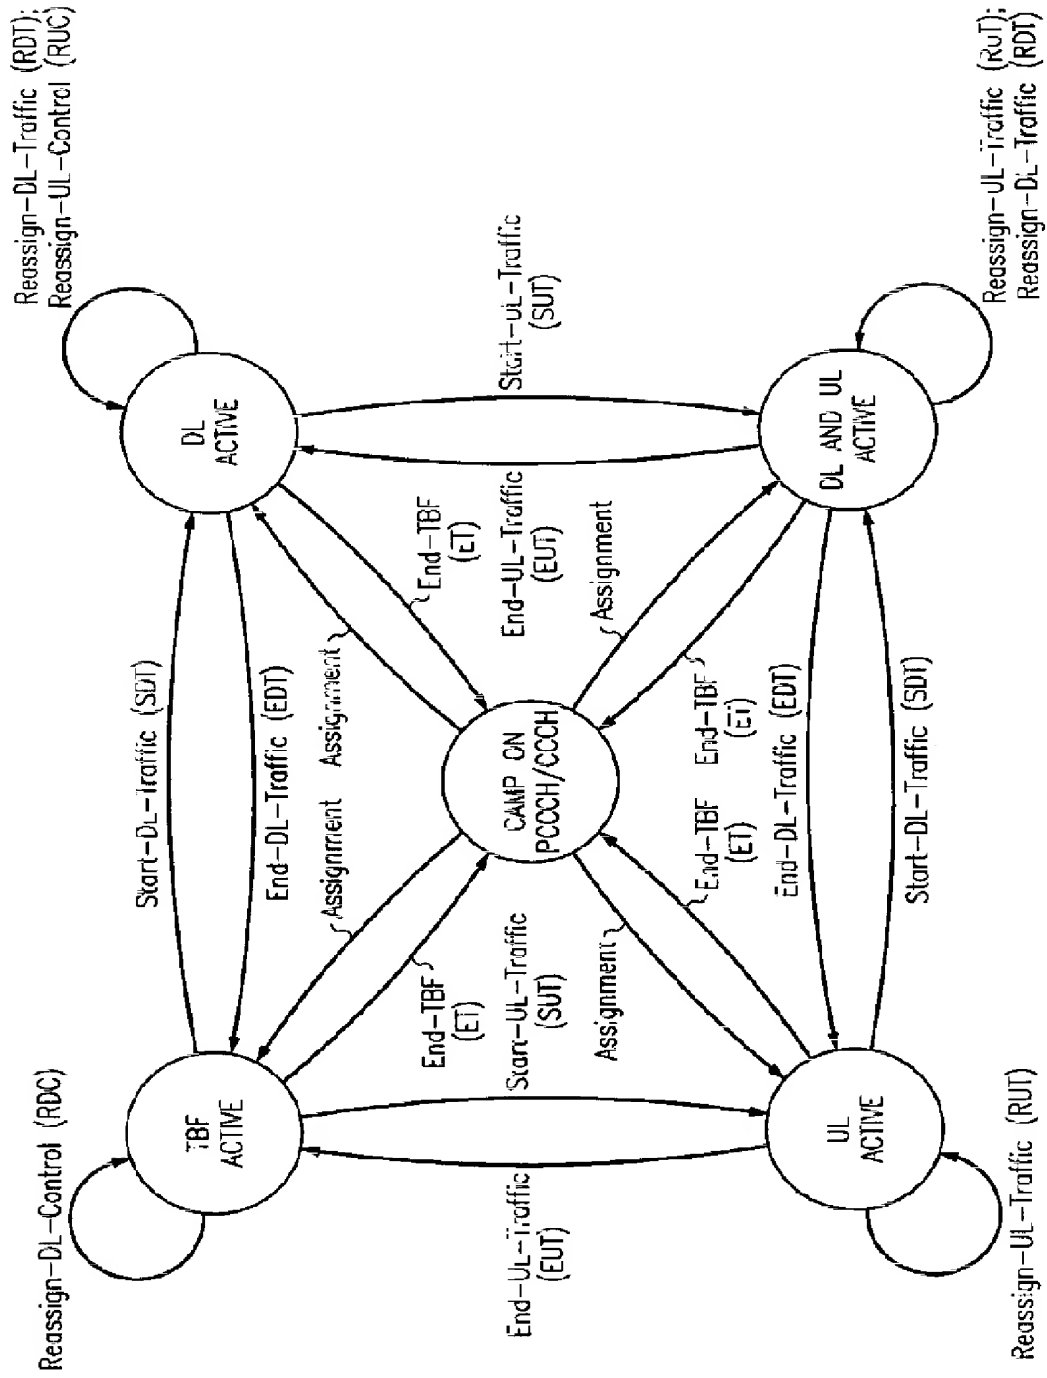 Reassign-DL-Traffic (RDT);
Reassign-UL-Control (RUC)
Reassign-DL-Control (RDC)
Start-DL-Traffic (SDT)
TBF
ACTIVE
DL
ACTIVE
End-DL-Traffic (EDT)
Assignment
Assignment
End-TBF
(ET)
End-TBF
(ET)
End-UL-Traffic
(EUT)
Start-UL-Traffic
(SUT)
CAMP ON
PCCCH/CCCH
End-UL-Traffic
(EUT)
Start-UL-Traffic
(SUT)
Assignment
Assignment
End-TBF
(ET)
End-TBF
(ET)
End-DL-Traffic (EDT)
UL
ACTIVE
DL AND UL
ACTIVE
Start-DL-Traffic (SDT)
Reassign-UL-Traffic (RUT)
Reassign-UL-Traffic (RUT);
Reassign-DL-Traffic (RDT)